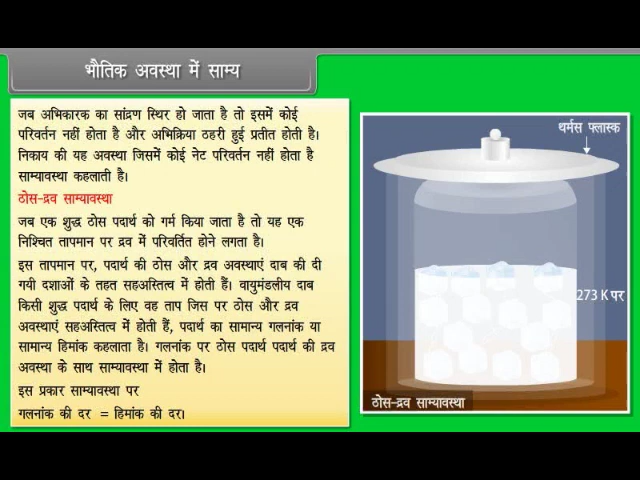 भौतिक अवस्था में साम्य
जब अभिकारक का सांद्रण स्थिर हो जाता है तो इसमें कोई
परिवर्तन नहीं होता है और अभिक्रिया ठहरी हुई प्रतीत होती है।
निकाय की यह अवस्था जिसमें कोई नेट परिवर्तन नहीं होता है
साम्यावस्था कहलाती है।
ठोस-द्रव साम्यावस्था
जब एक शुद्ध ठोस पदार्थ को गर्म किया जाता है तो यह एक
निश्चित तापमान पर द्रव में परिवर्तित होने लगता है।
इस तापमान पर, पदार्थ की ठोस और द्रव अवस्थाएं दाब की दी
गयी दशाओं के तहत सहअस्तित्व में होती हैं। वायुमंडलीय दाब
किसी शुद्ध पदार्थ के लिए वह ताप जिस पर ठोस और द्रव
अवस्थाएं सहअस्तित्व में होती हैं, पदार्थ का सामान्य गलनांक या
सामान्य हिमांक कहलाता है। गलनांक पर ठोस पदार्थ पदार्थ की द्रव
अवस्था के साथ साम्यावस्था में होता है।
इस प्रकार साम्यावस्था पर
गलनांक की दर = हिमांक की दर।
थर्मस फ्लास्क
273 K पर
ठोस-द्रव साम्यावस्था